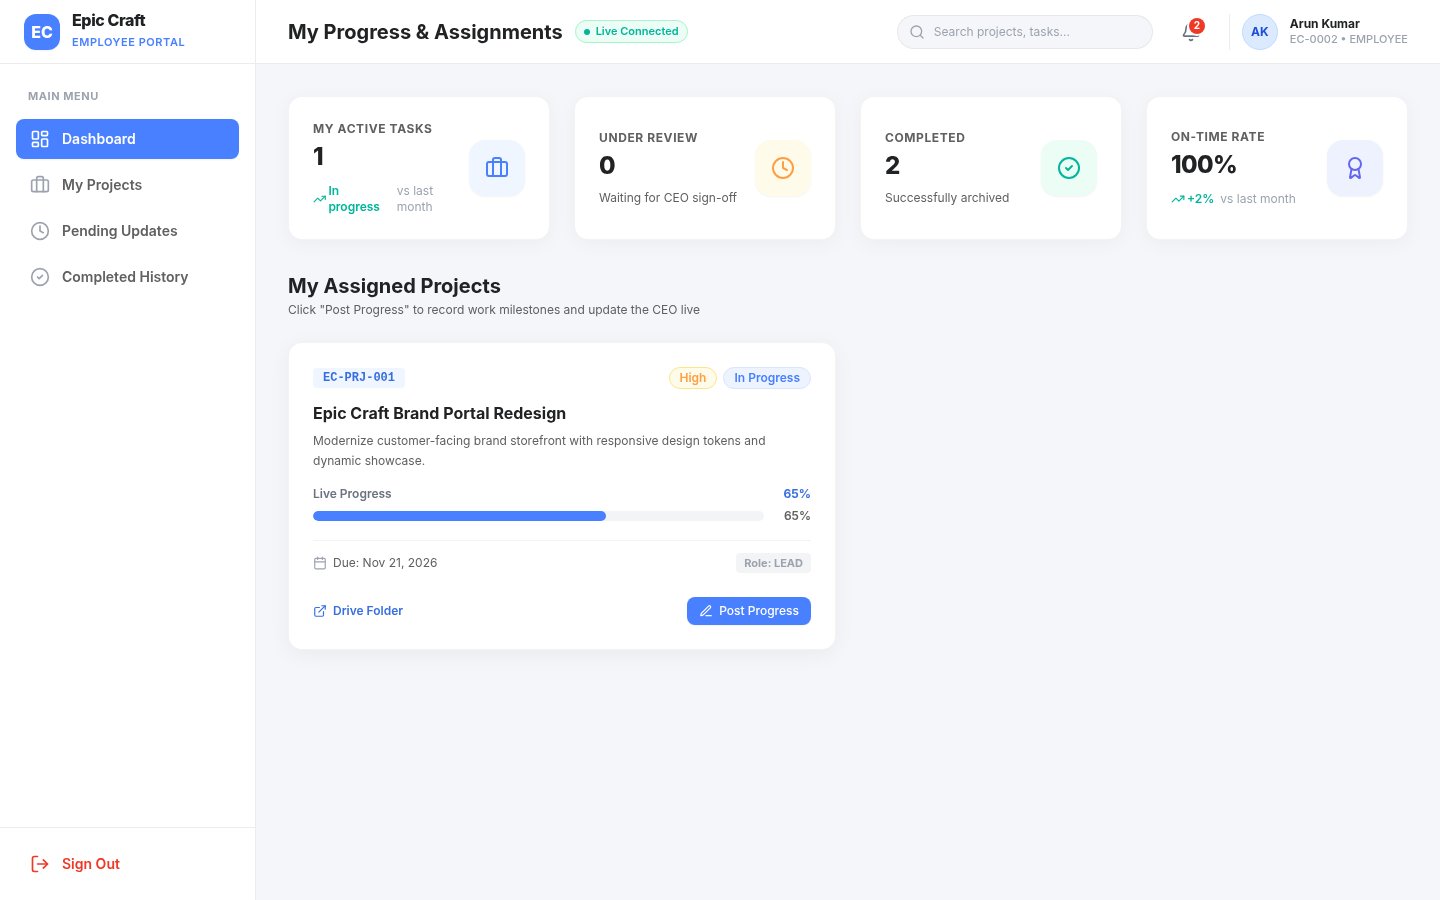 EC
Epic Craft
EMPLOYEE PORTAL
My Progress & Assignments
Live Connected
Search projects, tasks...
2
AK
Arun Kumar
EC-0002 • EMPLOYEE
MAIN MENU
Dashboard
My Projects
Pending Updates
Completed History
Sign Out
MY ACTIVE TASKS
1
In progress vs last month
UNDER REVIEW
0
Waiting for CEO sign-off
COMPLETED
2
Successfully archived
ON-TIME RATE
100%
+2% vs last month
My Assigned Projects
Click "Post Progress" to record work milestones and update the CEO live
EC-PRJ-001
High
In Progress
Epic Craft Brand Portal Redesign
Modernize customer-facing brand storefront with responsive design tokens and
dynamic showcase.
Live Progress 65%
65%
Due: Nov 21, 2026
Role: LEAD
Drive Folder
Post Progress